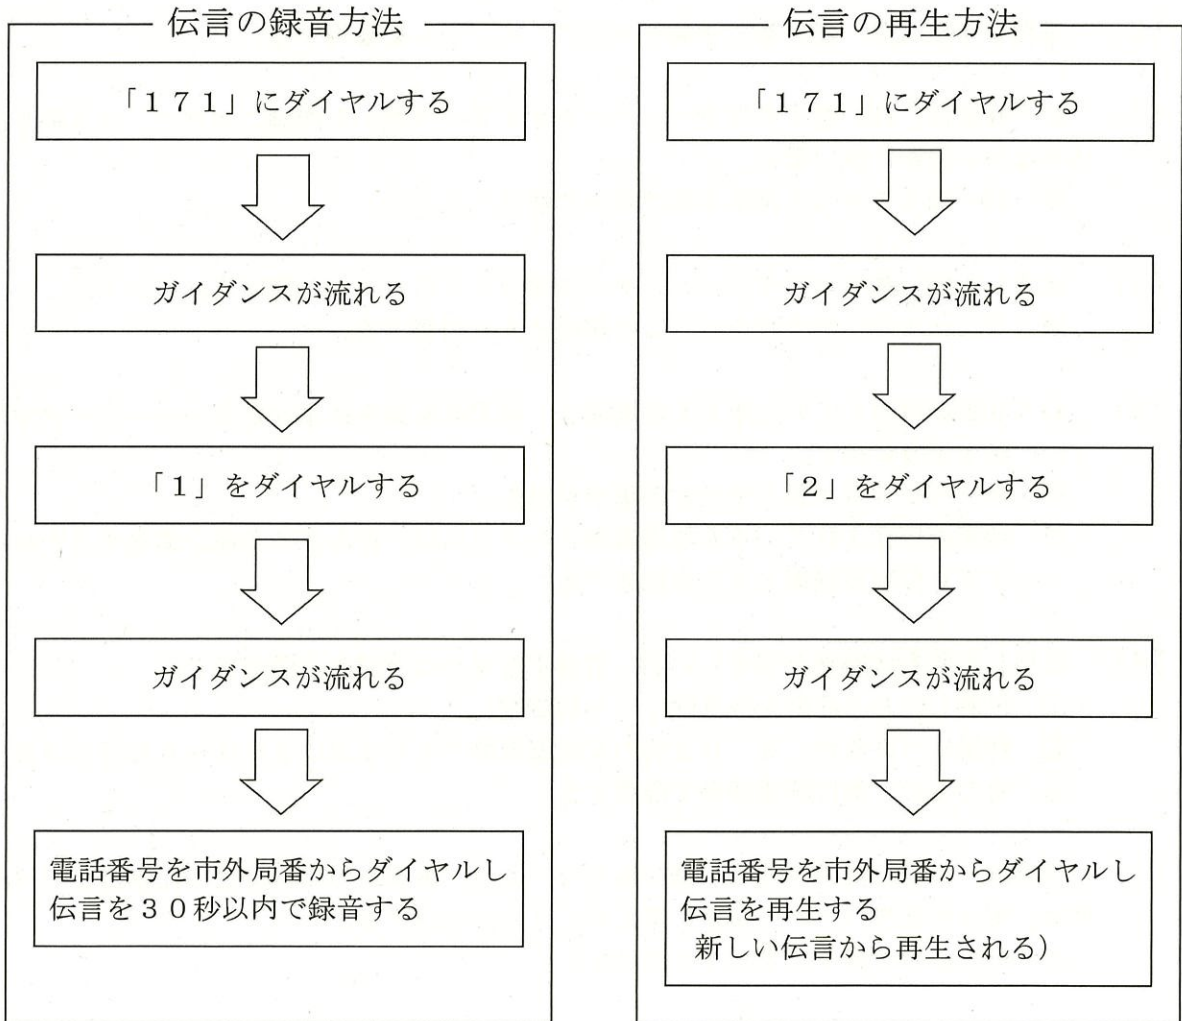 伝言の録音方法
「１７１」にダイヤルする
ガイダンスが流れる
「１」をダイヤルする
ガイダンスが流れる
電話番号を市外局番からダイヤルし
伝言を３０秒以内で録音する
伝言の再生方法
「１７１」にダイヤルする
ガイダンスが流れる
「２」をダイヤルする
ガイダンスが流れる
電話番号を市外局番からダイヤルし
伝言を再生する
新しい伝言から再生される）